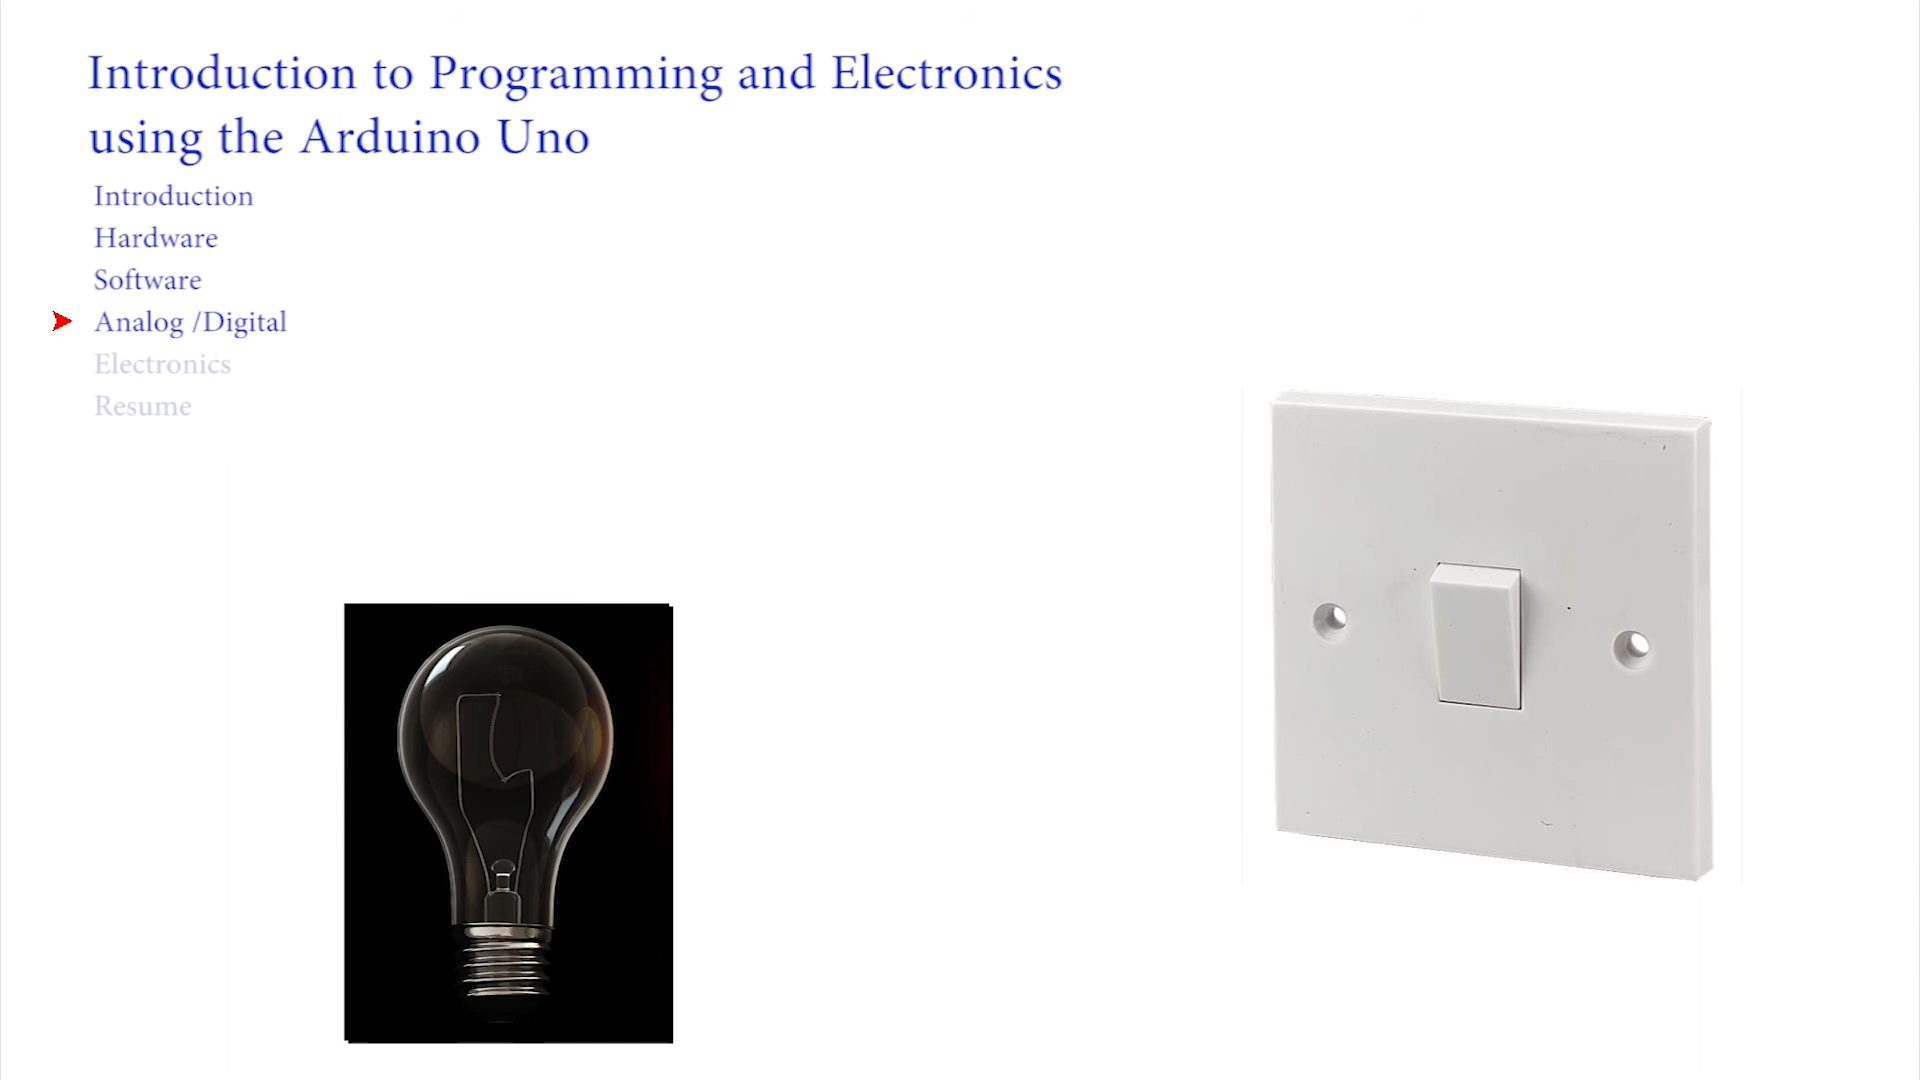 Introduction to Programming and Electronics
using the Arduino Uno
Introduction
Hardware
Software
Analog /Digital
Electronics
Resume